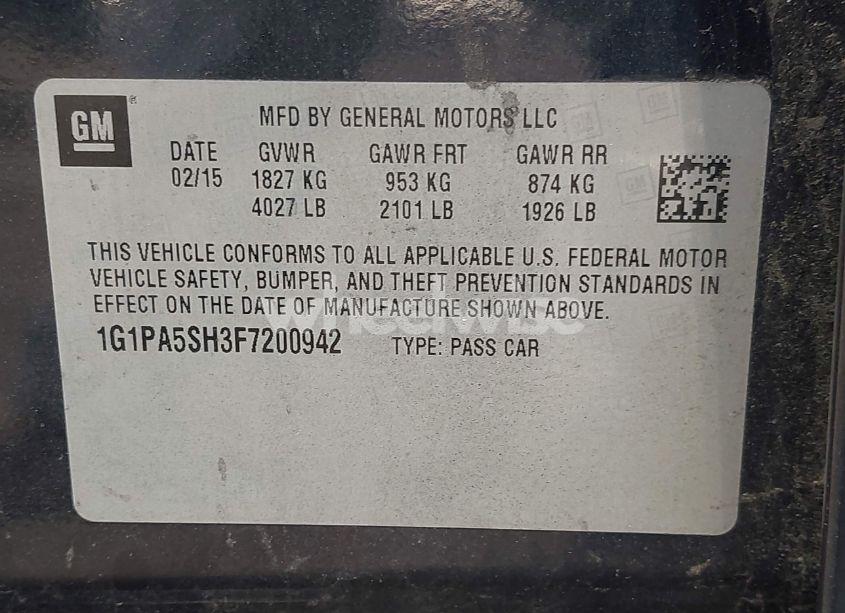 GM®
MFD BY GENERAL MOTORS LLC
DATE GVWR GAWR FRT GAWR RR
02/15 1827 KG 953 KG 874 KG
4027 LB 2101 LB 1926 LB
THIS VEHICLE CONFORMS TO ALL APPLICABLE U.S. FEDERAL MOTOR
VEHICLE SAFETY, BUMPER, AND THEFT PREVENTION STANDARDS IN
EFFECT ON THE DATE OF MANUFACTURE SHOWN ABOVE.
1G1PA5SH3F7200942 TYPE: PASS CAR